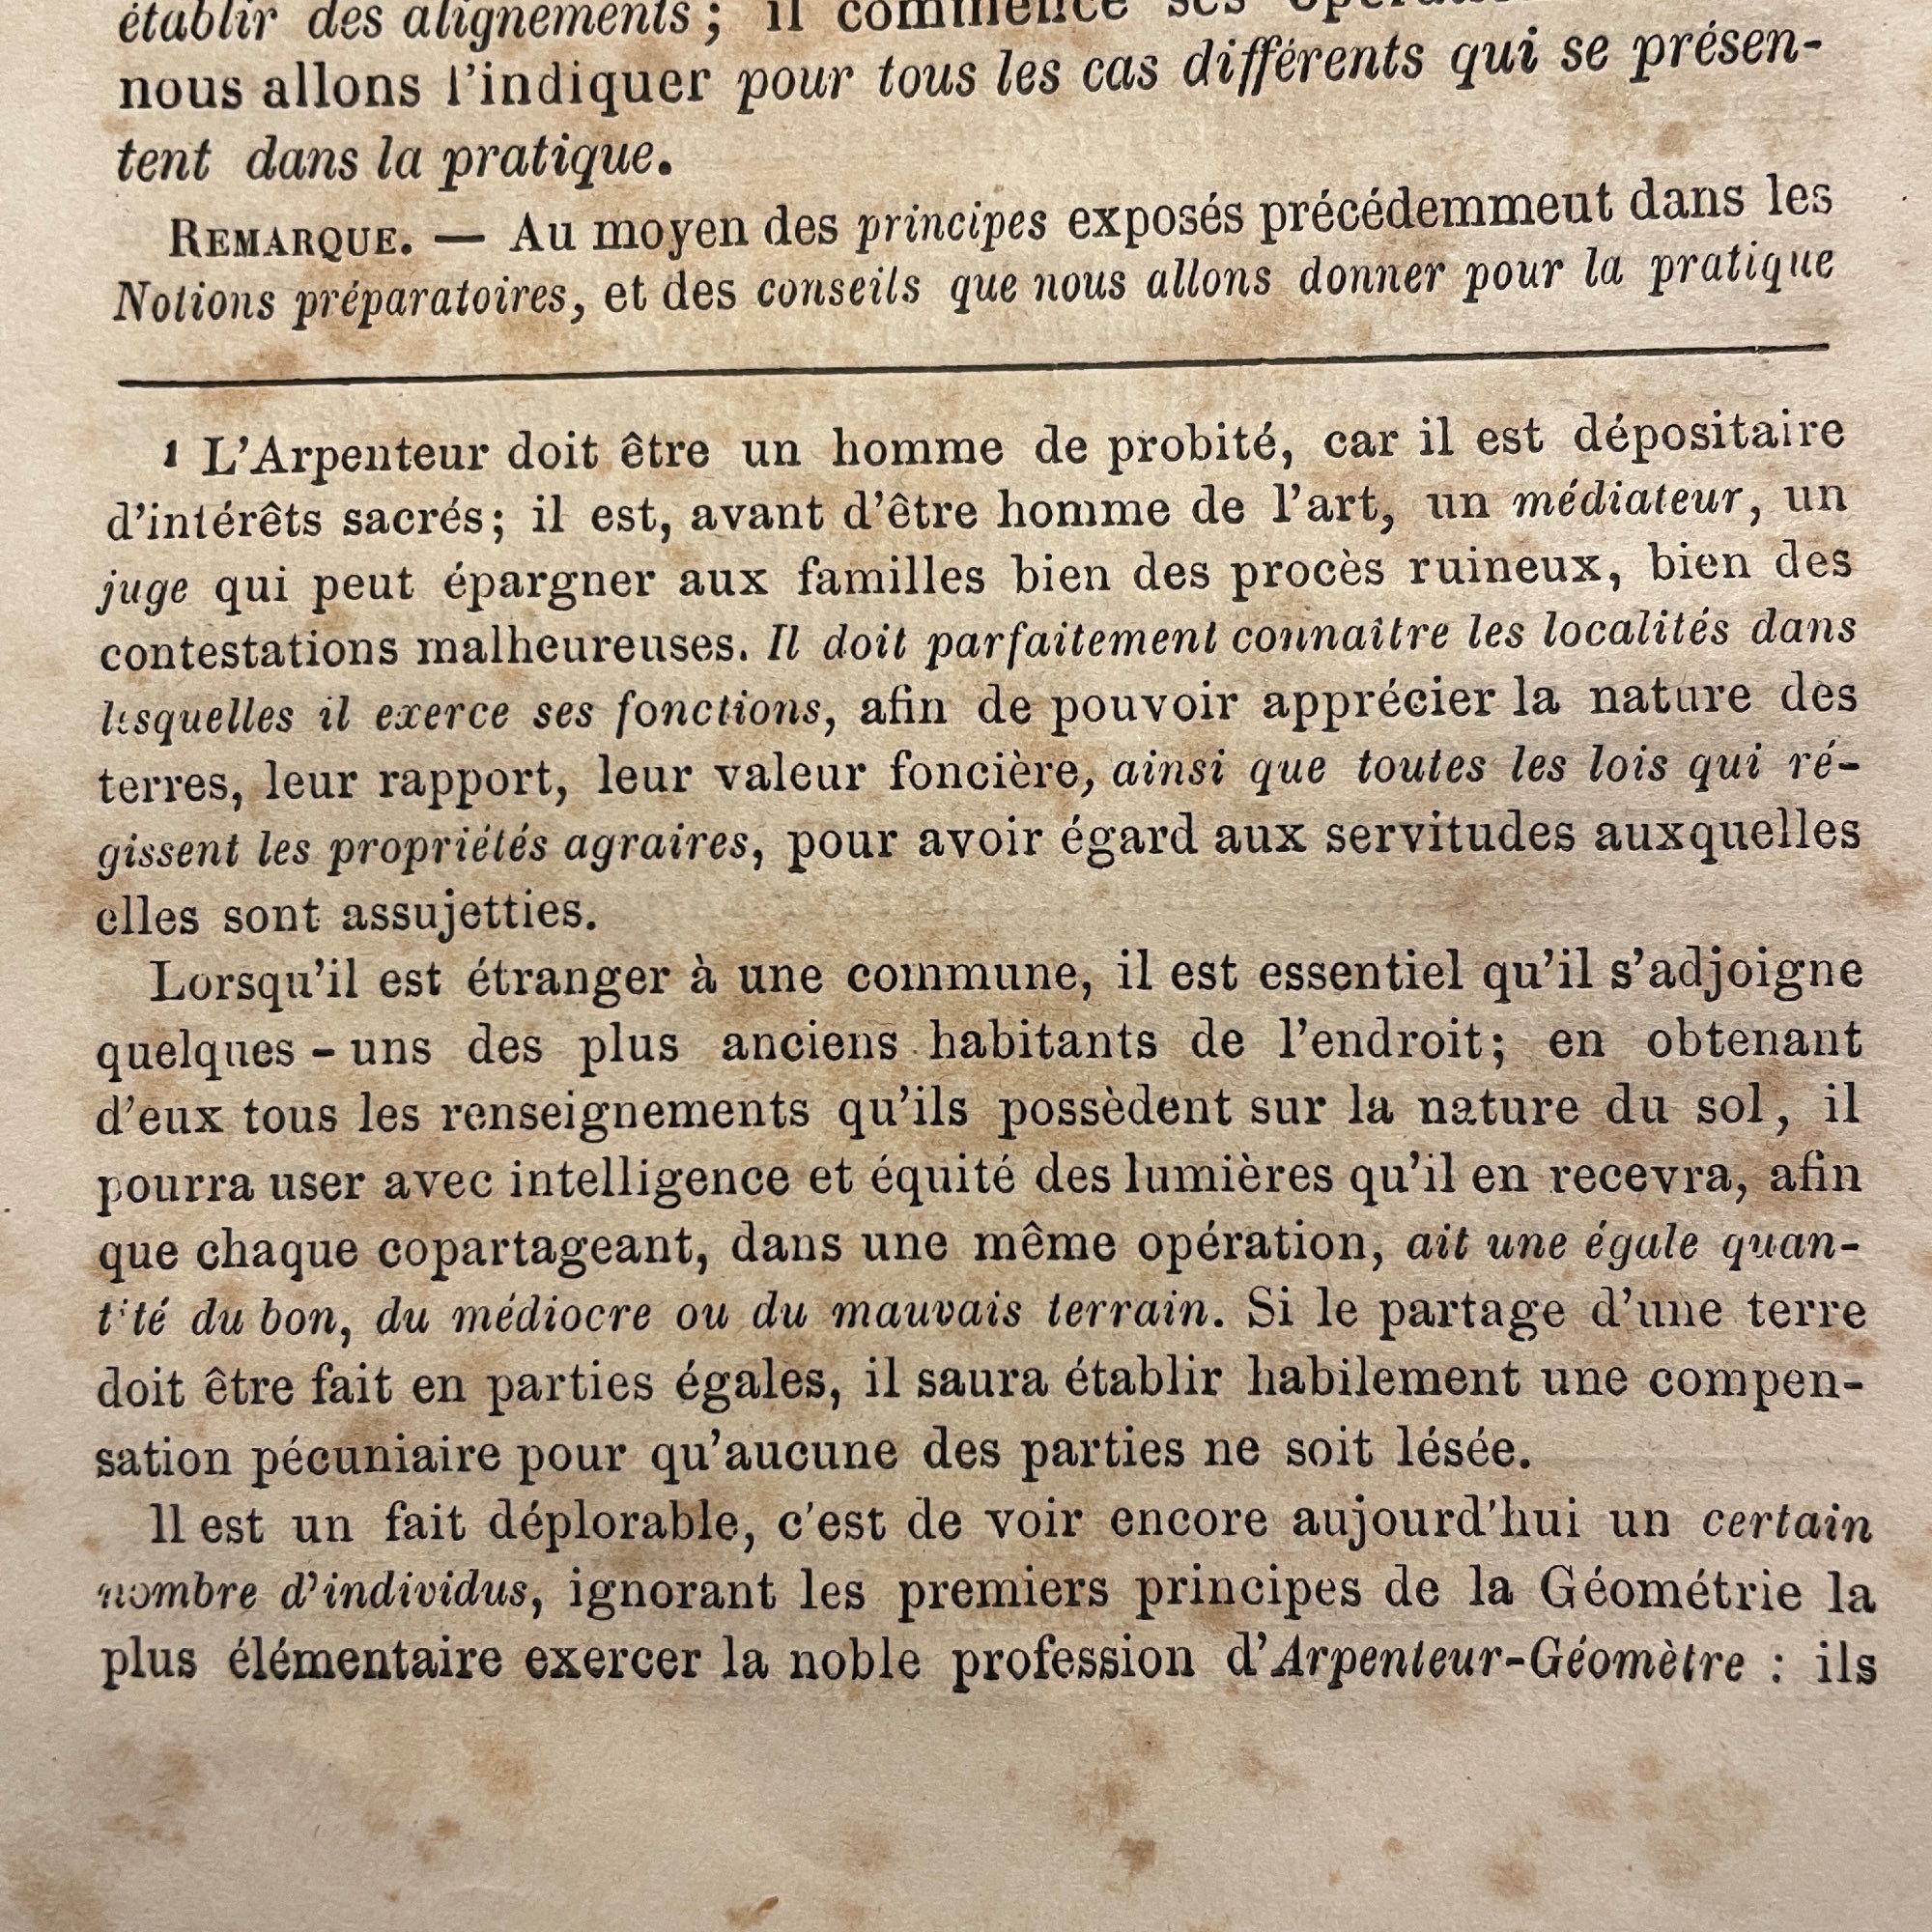 établir des alignements; il commence ses
nous allons l'indiquer pour tous les cas différents qui se présen-
tent dans la pratique.
REMARQUE. — Au moyen des principes exposés précédemmeut dans les
Notions préparatoires, et des conseils que nous allons donner pour la pratique
1 L'Arpenteur doit être un homme de probité, car il est dépositaire
d'intérêts sacrés; il est, avant d'être homme de l'art, un médiateur, un
juge qui peut épargner aux familles bien des procès ruineux, bien des
contestations malheureuses. Il doit parfaitement connaître les localités dans
lesquelles il exerce ses fonctions, afin de pouvoir apprécier la nature des
terres, leur rapport, leur valeur foncière, ainsi que toutes les lois qui ré-
gissent les propriétés agraires, pour avoir égard aux servitudes auxquelles
elles sont assujetties.
Lorsqu'il est étranger à une commune, il est essentiel qu'il s'adjoigne
quelques-uns des plus anciens habitants de l'endroit; en obtenant
d'eux tous les renseignements qu'ils possèdent sur la nature du sol, il
pourra user avec intelligence et équité des lumières qu'il en recevra, afin
que chaque copartageant, dans une même opération, ait une égale quan-
tité du bon, du médiocre ou du mauvais terrain. Si le partage d'une terre
doit être fait en parties égales, il saura établir habilement une compen-
sation pécuniaire pour qu'aucune des parties ne soit lésée.
Il est un fait déplorable, c'est de voir encore aujourd'hui un certain
nombre d'individus, ignorant les premiers principes de la Géométrie la
plus élémentaire exercer la noble profession d'Arpenteur-Géomètre : ils